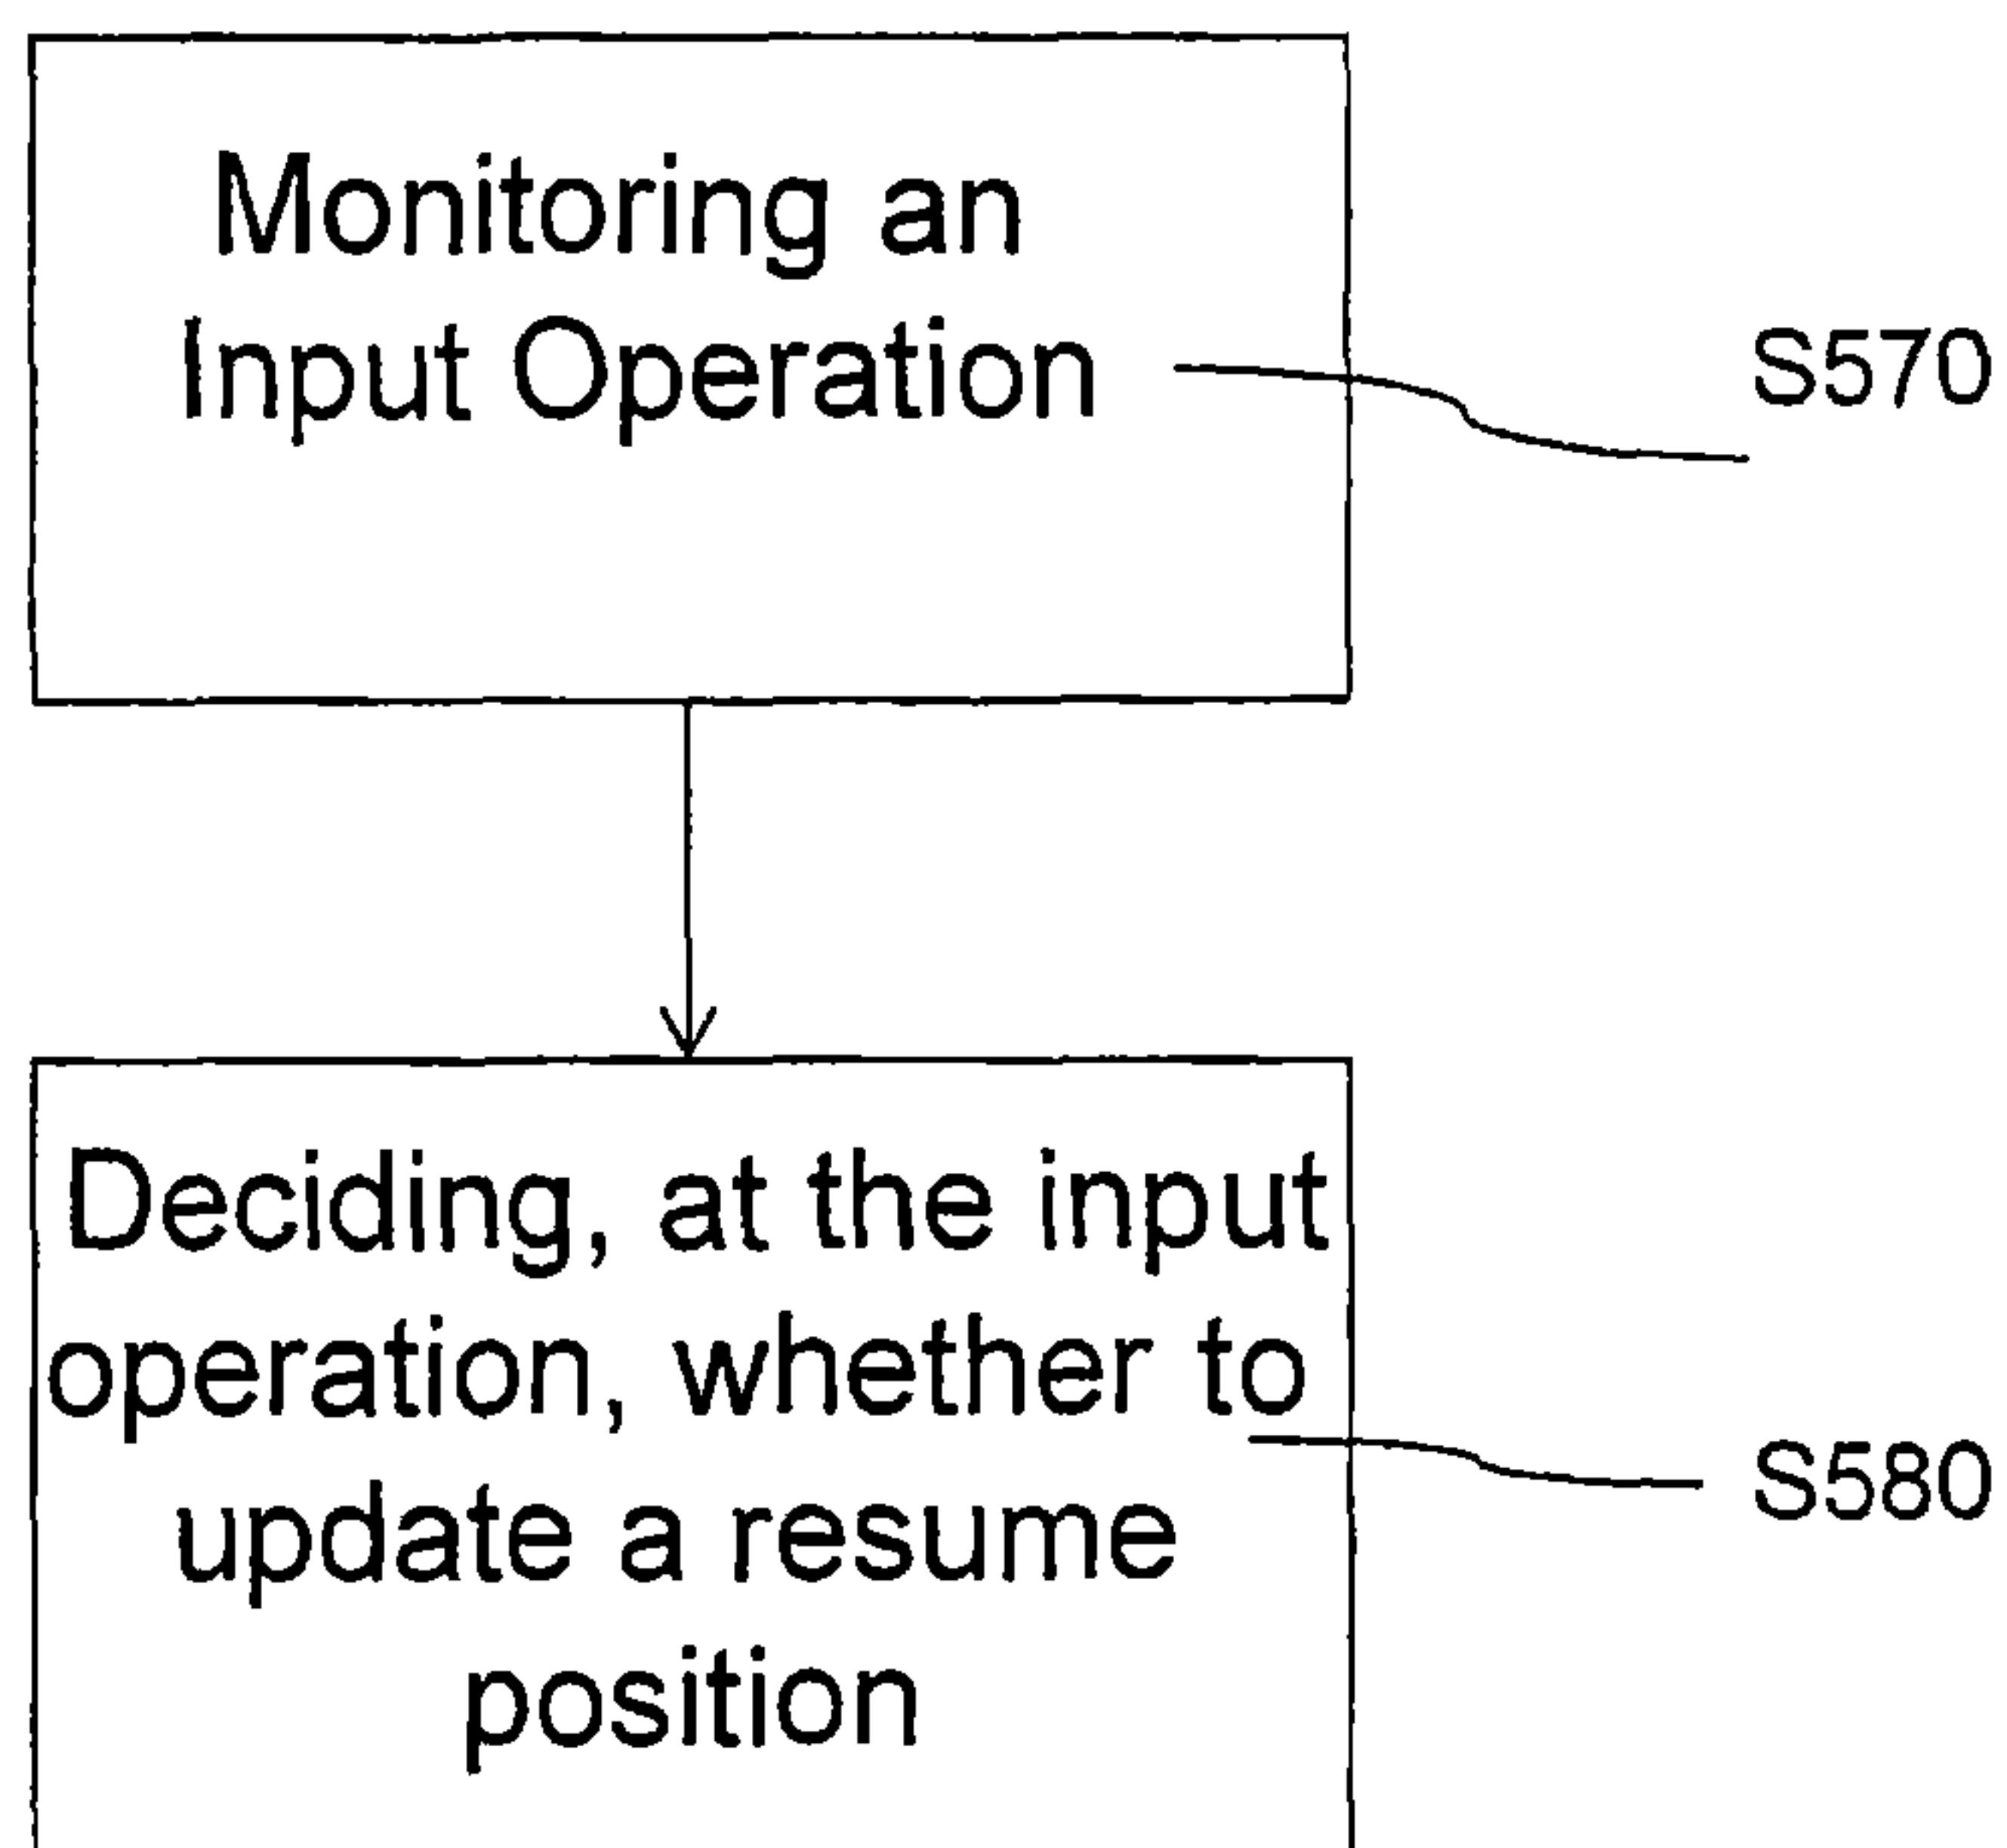 Monitoring an
Input Operation
S570
Deciding, at the input
operation, whether to
update a resume
position
S580